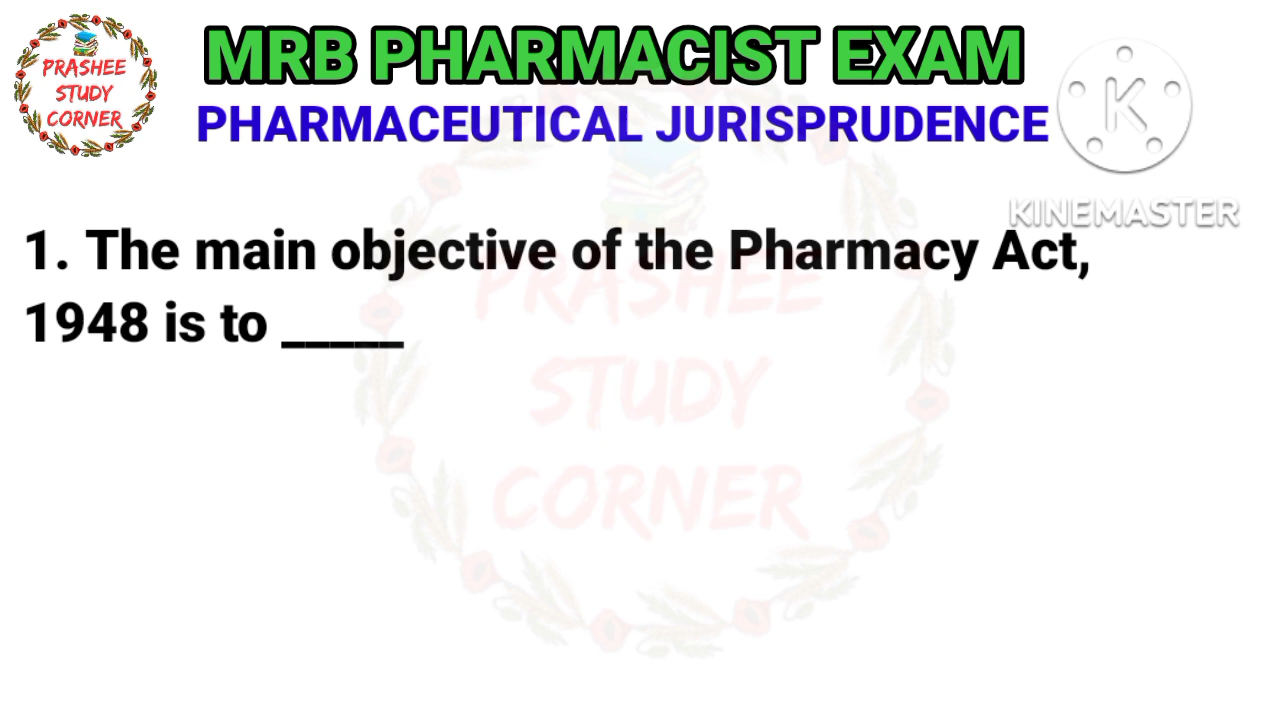 PRASHEE
STUDY
CORNER
MRB PHARMACIST EXAM
PHARMACEUTICAL JURISPRUDENCE
K
KINEMASTER
1. The main objective of the Pharmacy Act,
1948 is to _____
PRASHEE
STUDY
CORNER